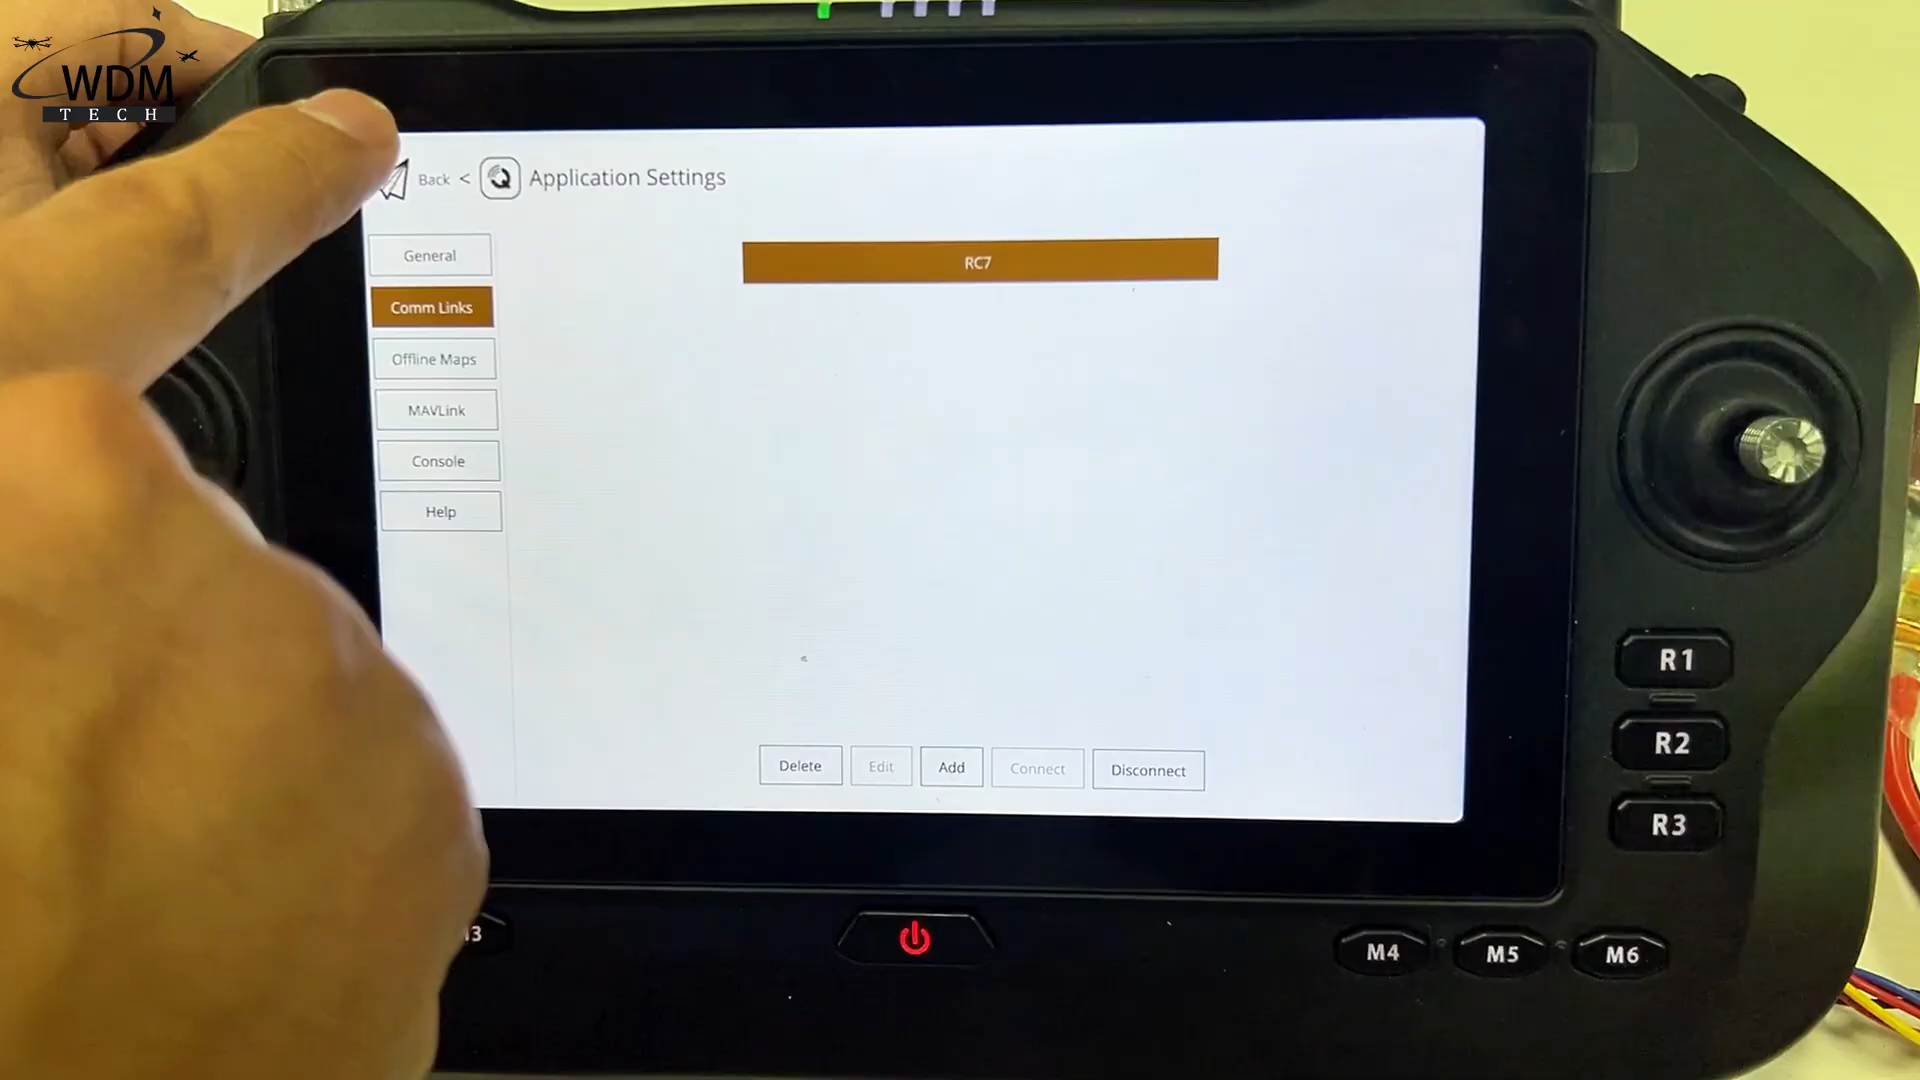 WDM
TECH
Back < Application Settings
General
Comm Links
Offline Maps
MAVLink
Console
Help
RC7
Delete
Edit
Add
Connect
Disconnect
R1
R2
R3
3
M4
M5
M6